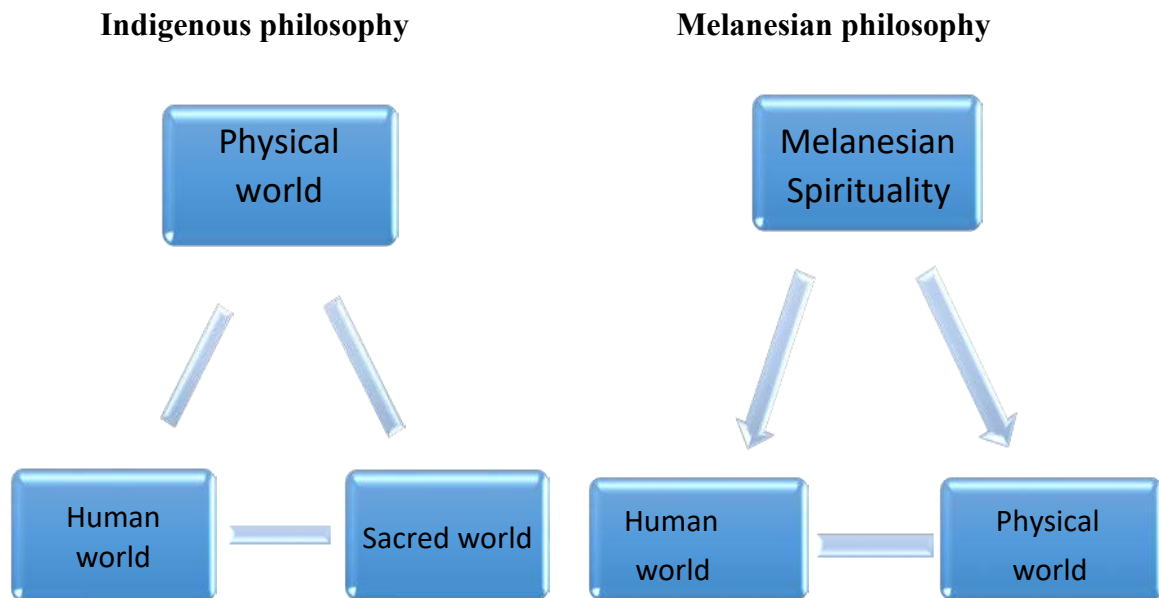 Indigenous philosophy
Melanesian philosophy
Physical
world
Melanesian
Spirituality
Human
world
Sacred world
Human
world
Physical
world